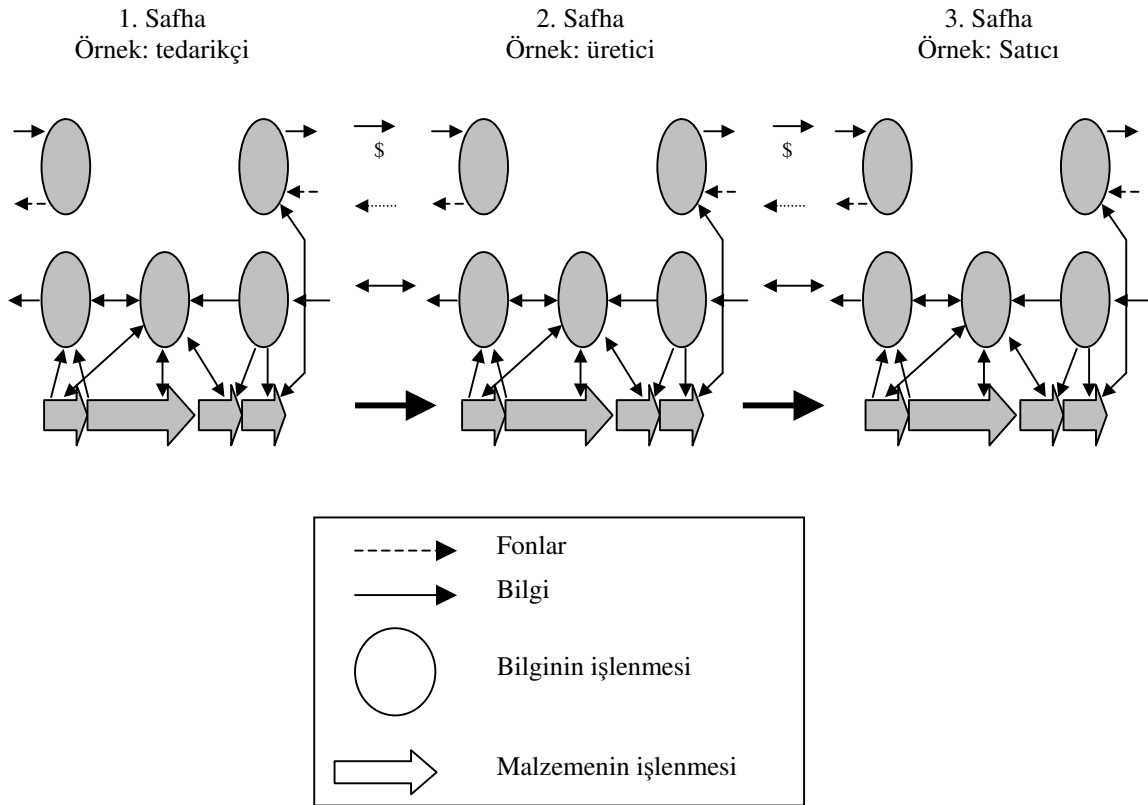 1. Safha
Örnek: tedarikçi
2. Safha
Örnek: üretici
3. Safha
Örnek: Satıcı
$
$
Fonlar
Bilgi
Bilginin işlenmesi
Malzemenin işlenmesi